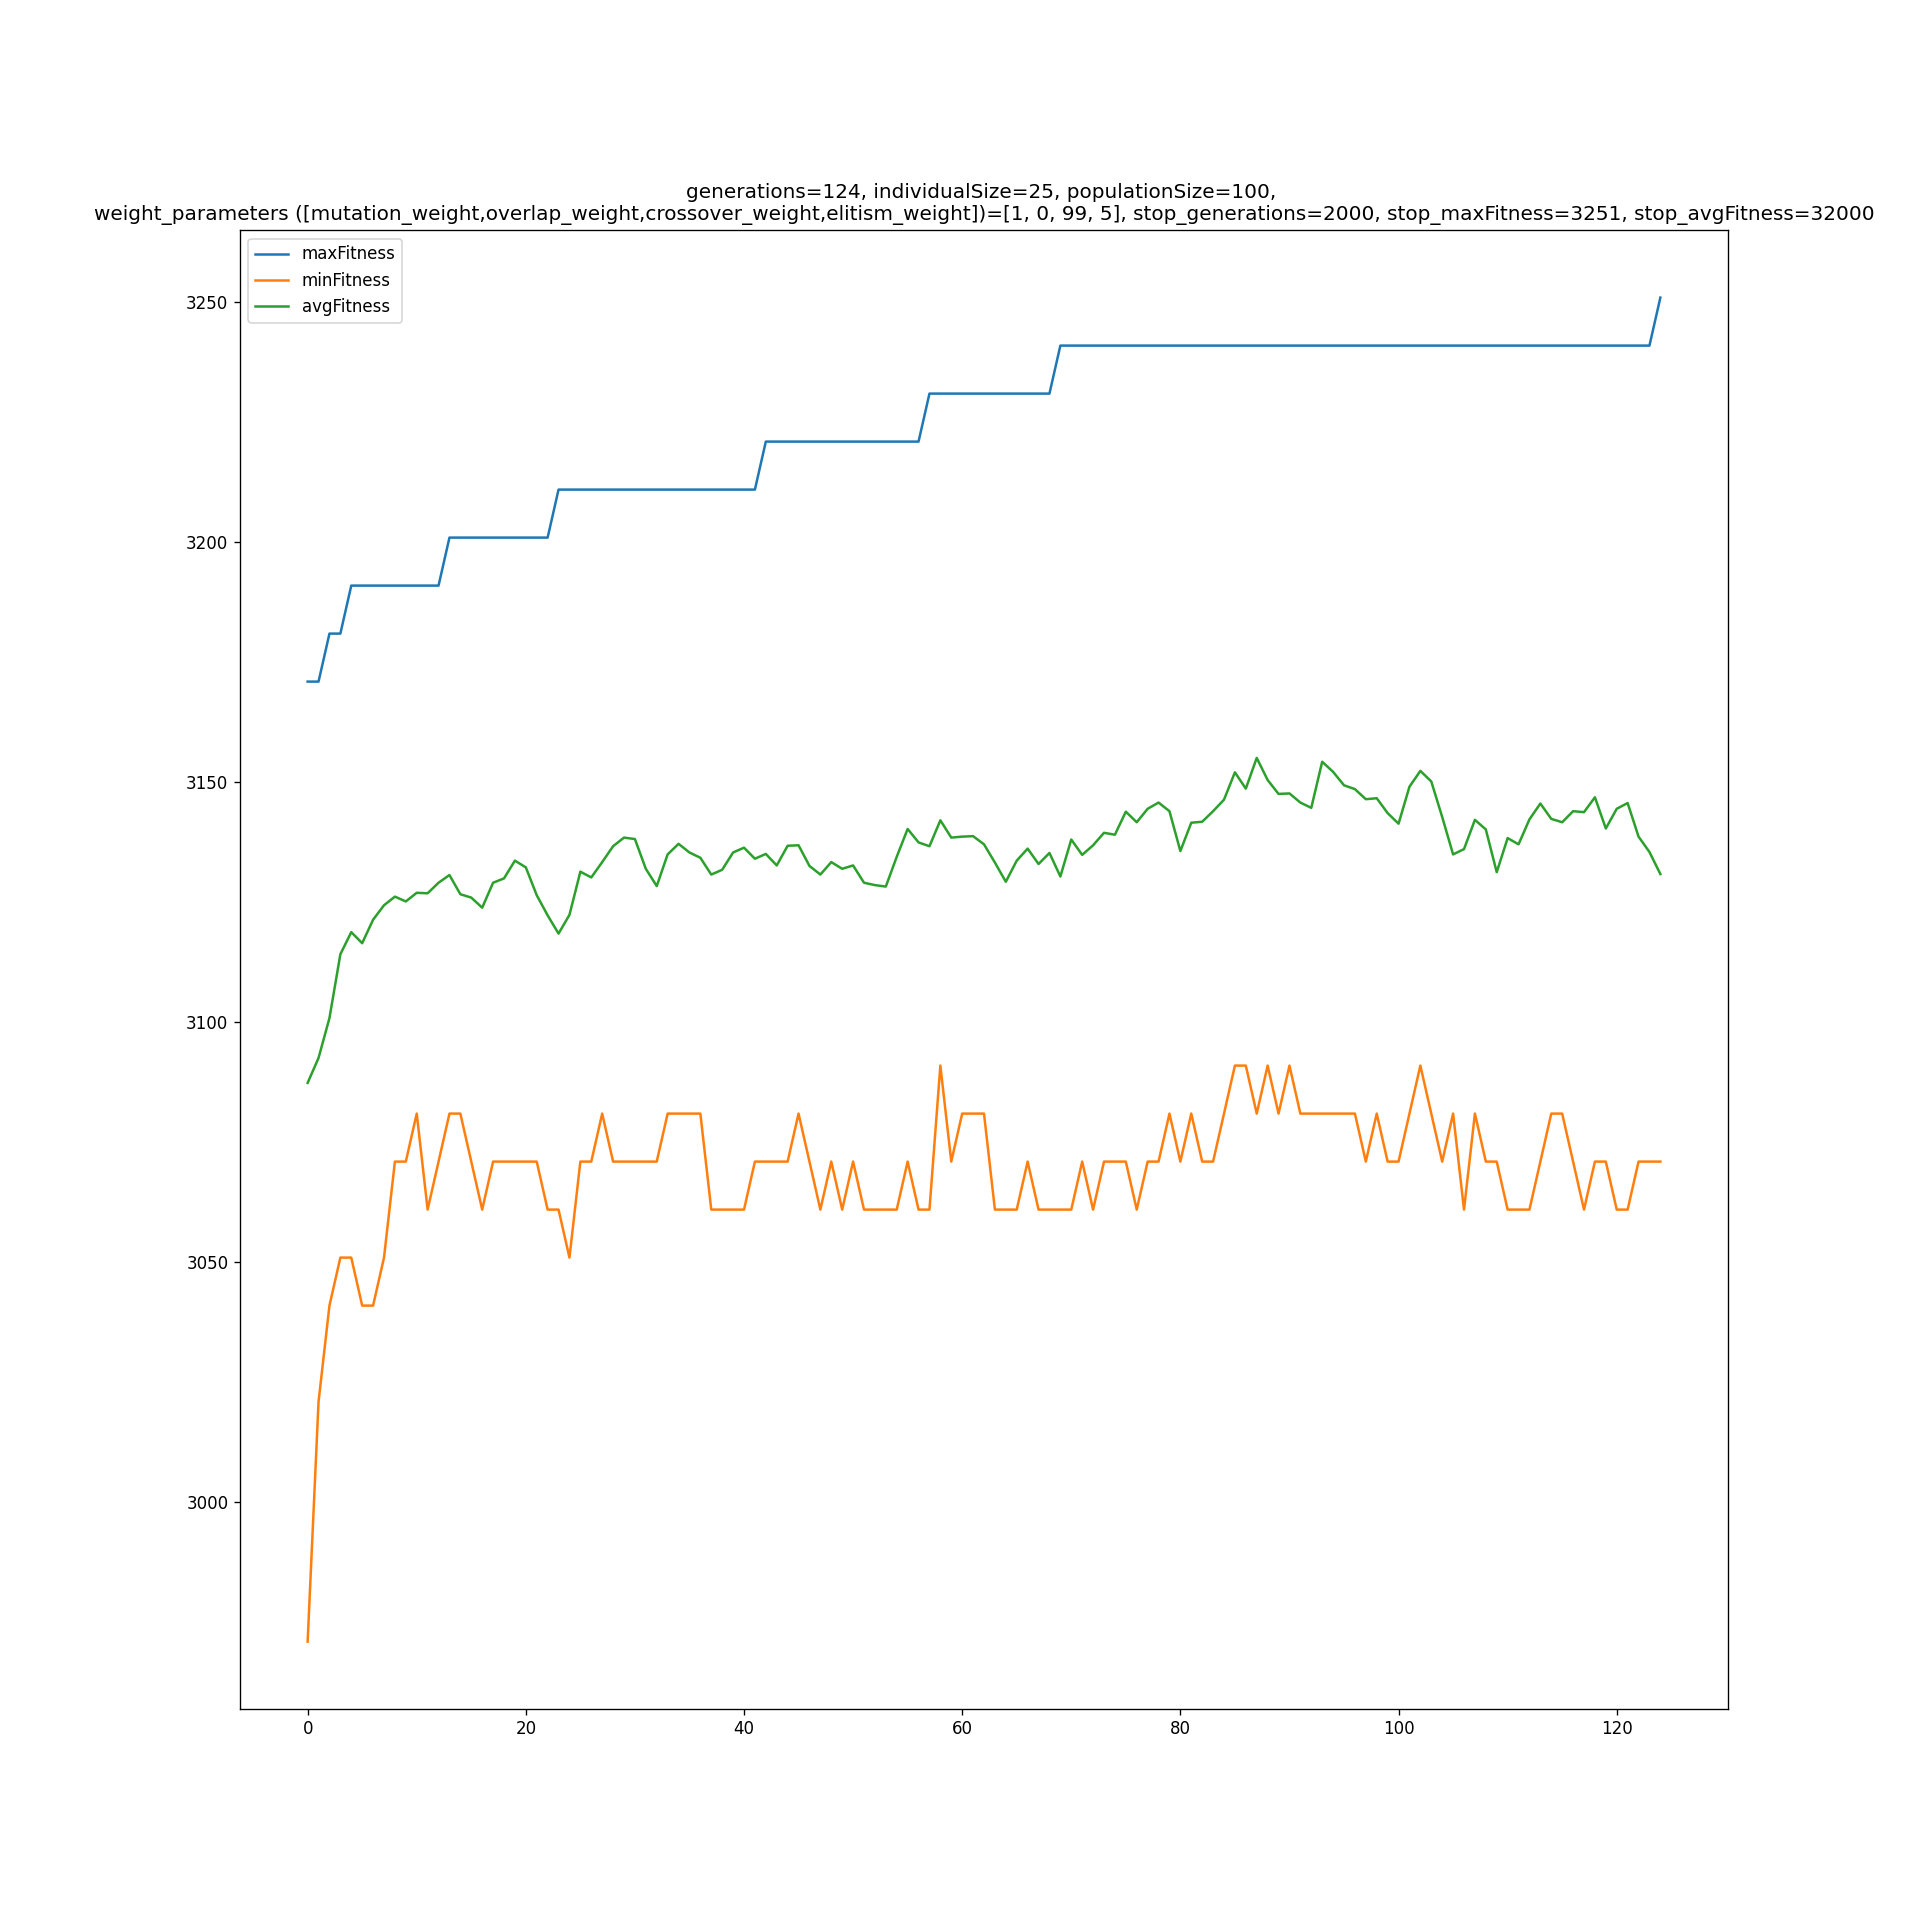 generations=124, individualSize=25, populationSize=100,
weight_parameters ([mutation_weight,overlap_weight,crossover_weight,elitism_weight])=[1, 0, 99, 5], stop_generations=2000, stop_maxFitness=3251, stop_avgFitness=32000
maxFitness
minFitness
avgFitness
3250
3200
3150
3100
3050
3000
0 20 40 60 80 100 120